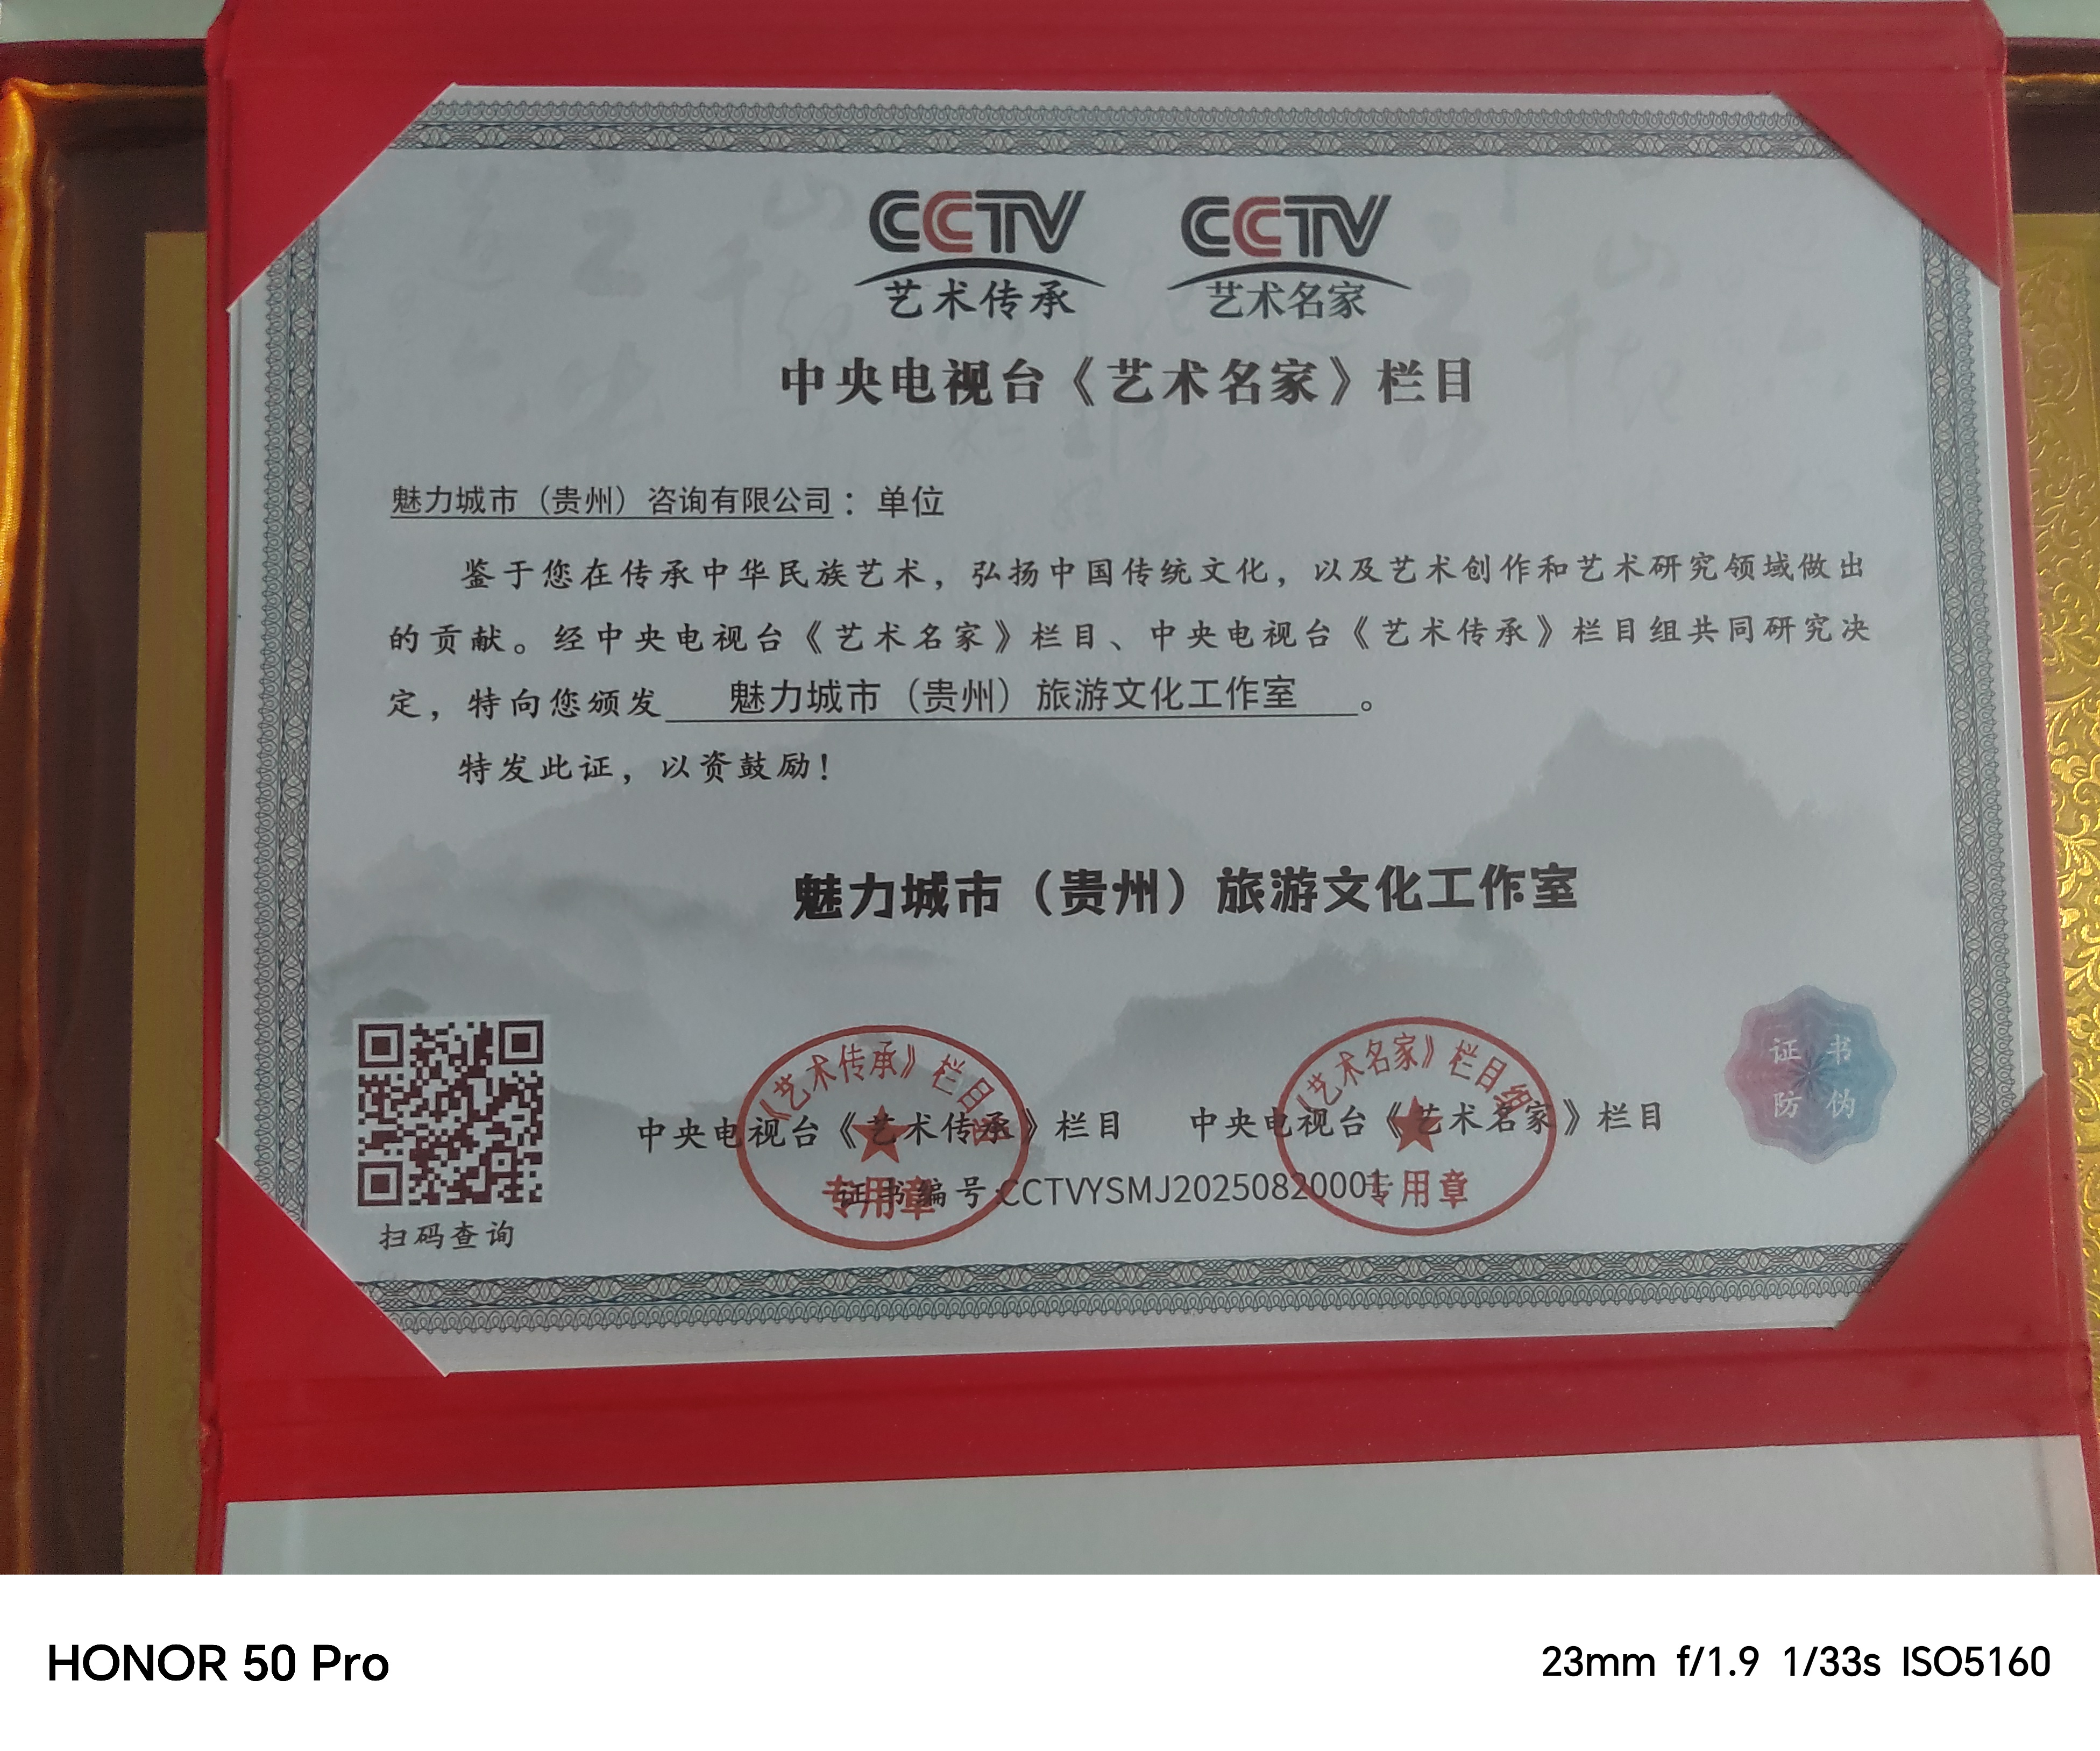 CCTV CCTV
艺术传承 艺术名家
中央电视台《艺术名家》栏目
魅力城市（贵州）咨询有限公司：单位
鉴于您在传承中华民族艺术，弘扬中国传统文化，以及艺术创作和艺术研究领域做出
的贡献。经中央电视台《艺术名家》栏目、中央电视台《艺术传承》栏目组共同研究决
定，特向您颁发 魅力城市（贵州）旅游文化工作室 。
特发此证，以资鼓励！
魅力城市（贵州）旅游文化工作室
《艺术传承》栏目组
专用章
《艺术名家》栏目组
专用章
中央电视台《艺术传承》栏目 中央电视台《艺术名家》栏目
证书编号:CCTVYSMJ20250820001
证书
防伪
扫码查询
HONOR 50 Pro
23mm f/1.9 1/33s ISO5160